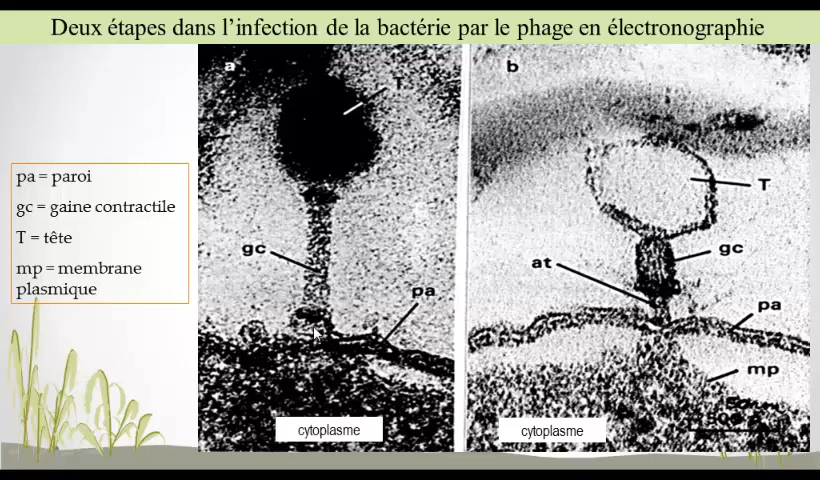 Deux étapes dans l'infection de la bactérie par le phage en électronographie
pa = paroi
gc = gaine contractile
T = tête
mp = membrane
plasmique
a
T
gc
pa
cytoplasme
b
T
gc
at
pa
mp
cytoplasme